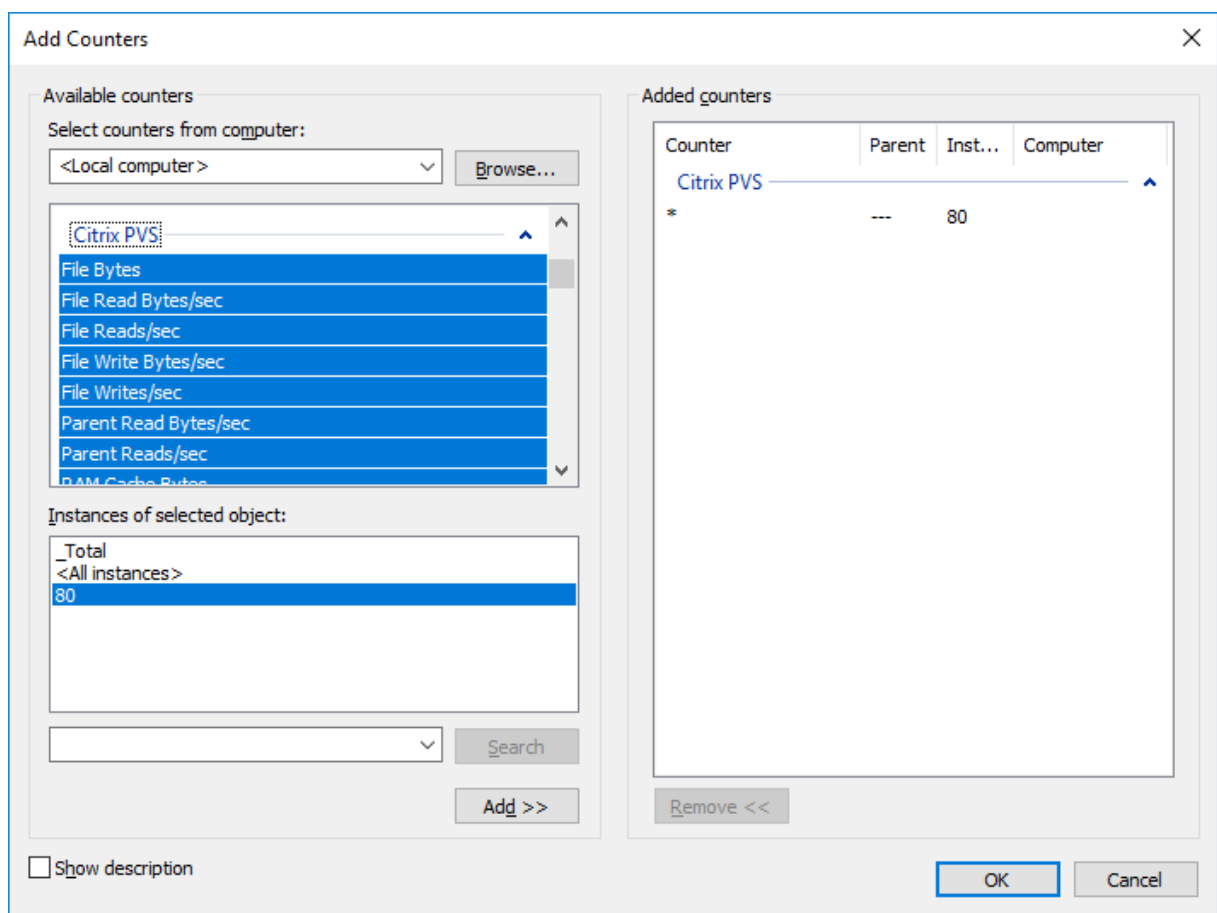 Add Counters
Available counters
Select counters from computer:
<Local computer>
Browse...
Citrix PVS
File Bytes
File Read Bytes/sec
File Reads/sec
File Write Bytes/sec
File Writes/sec
Parent Read Bytes/sec
Parent Reads/sec
RAM Cache Bytes
Instances of selected object:
_Total
<All instances>
80
Search
Add >>
Show description
Added counters
Counter Parent Inst... Computer
Citrix PVS
* --- 80
Remove <<
OK Cancel